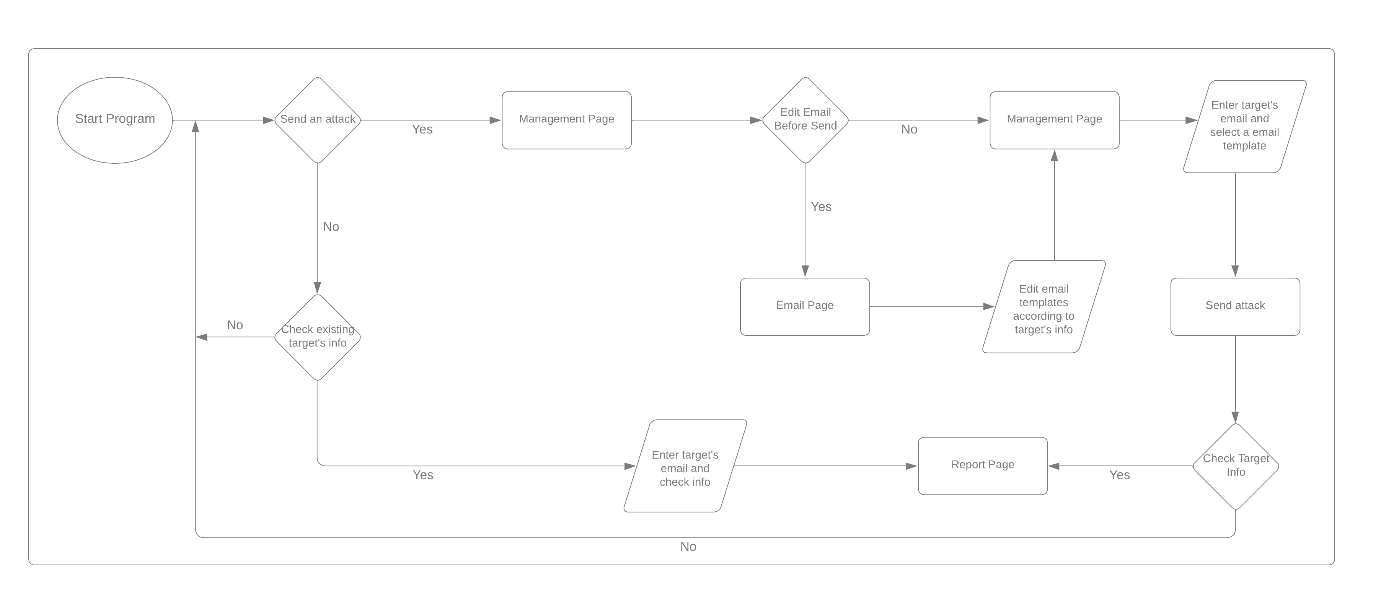 Start Program
Send an attack
Yes
Management Page
Edit Email
Before Send
No
Management Page
Enter target's
email and
select a email
template
No
Yes
Email Page
Edit email
templates
according to
target's info
Send attack
No
Check existing
target's info
Yes
Enter target's
email and
check info
Report Page
Yes
Check Target
Info
No